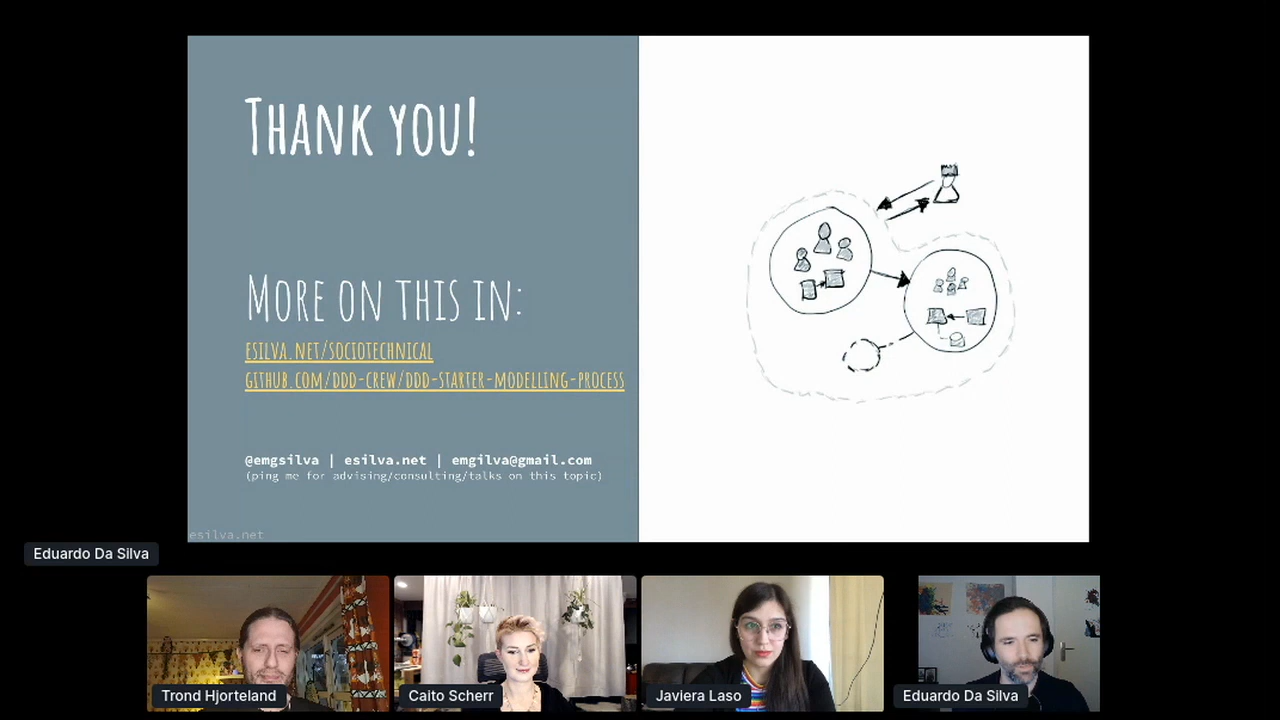 THANK YOU!
MORE ON THIS IN:
ESILVA.NET/SOCIOTECHNICAL
GITHUB.COM/DDD-CREW/DDD-STARTER-MODELLING-PROCESS
@emgsilva | esilva.net | emgilva@gmail.com
(ping me for advising/consulting/talks on this topic)
esilva.net
Eduardo Da Silva
Trond Hjorteland
Caito Scherr
Javiera Laso
Eduardo Da Silva